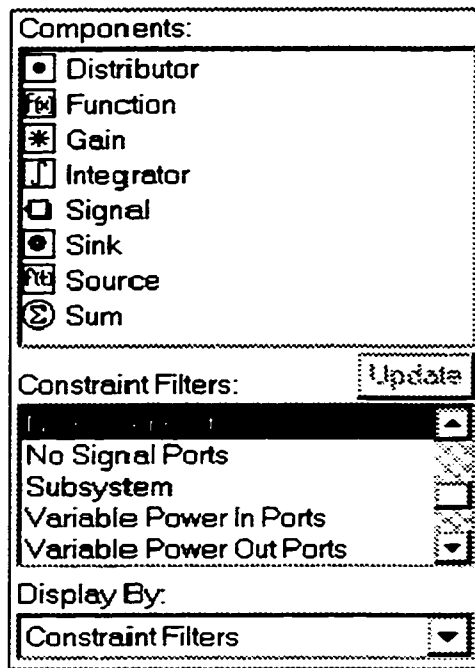 Components:
Distributor
f(x) Function
Gain
∫ Integrator
Signal
Sink
f(t) Source
Σ Sum
Update
Constraint Filters:
No Signal Ports
Subsystem
Variable Power In Ports
Variable Power Out Ports
Display By:
Constraint Filters